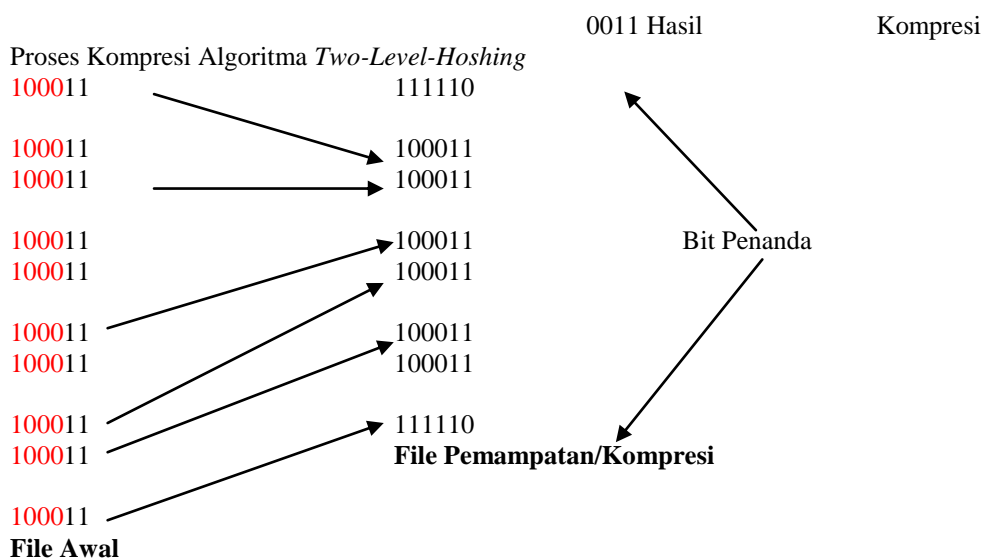 0011 Hasil Kompresi
Proses Kompresi Algoritma Two-Level-Hoshing
100011 111110
100011 100011
100011 100011
100011 100011 Bit Penanda
100011 100011
100011 100011
100011 100011
100011 111110
100011 File Pemampatan/Kompresi
100011
File Awal